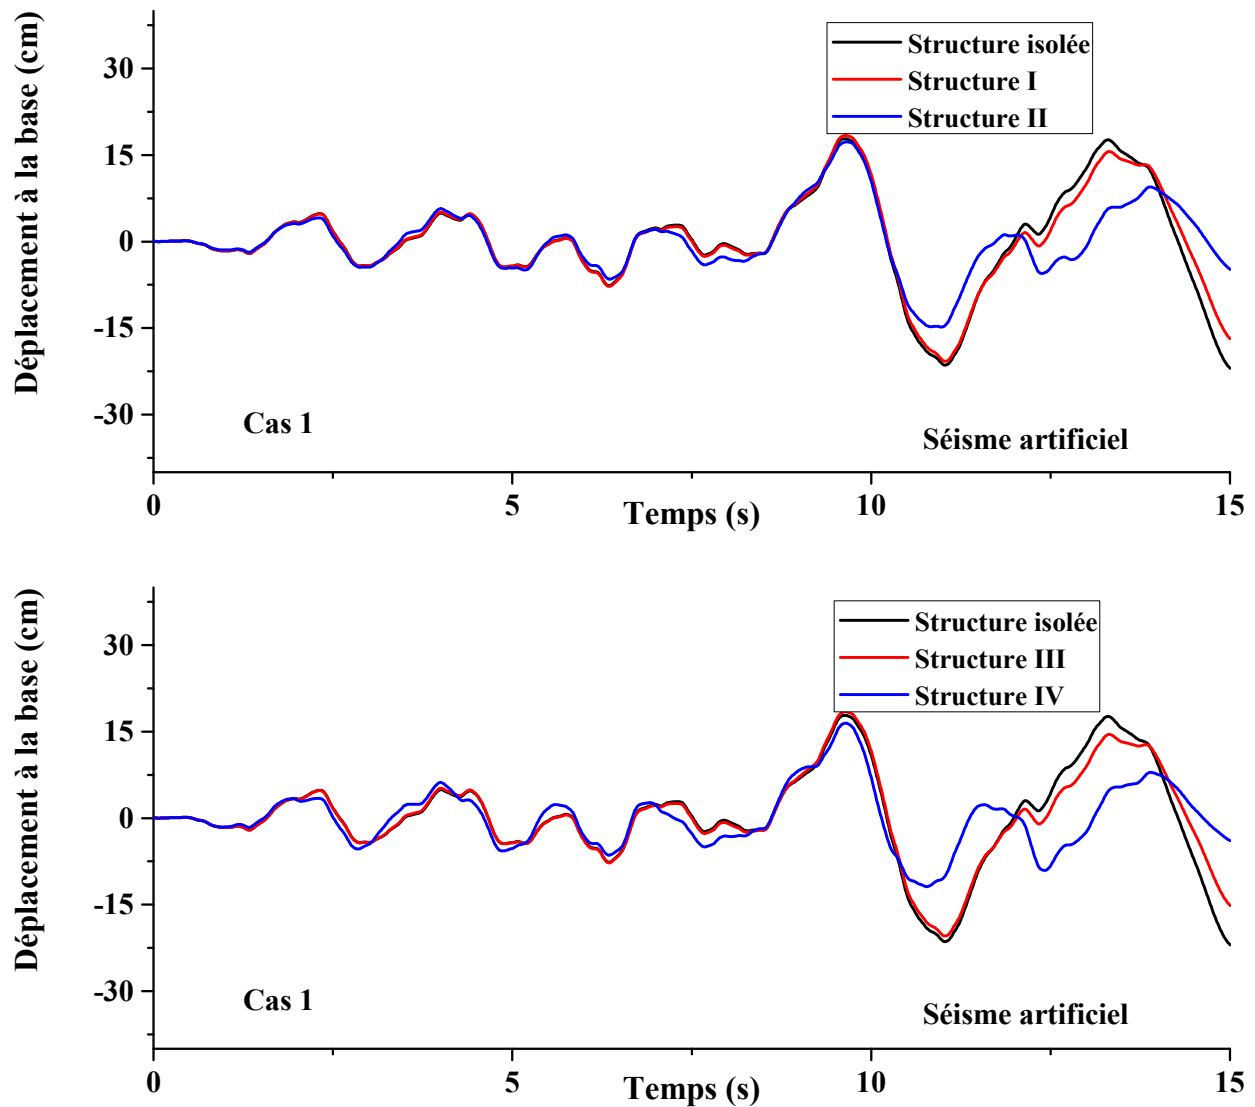 Déplacement à la base (cm)
30
15
0
-15
-30
Structure isolée
Structure I
Structure II
Cas 1
Séisme artificiel
0
5
10
15
Temps (s)
Déplacement à la base (cm)
30
15
0
-15
-30
Structure isolée
Structure III
Structure IV
Cas 1
Séisme artificiel
0
5
10
15
Temps (s)